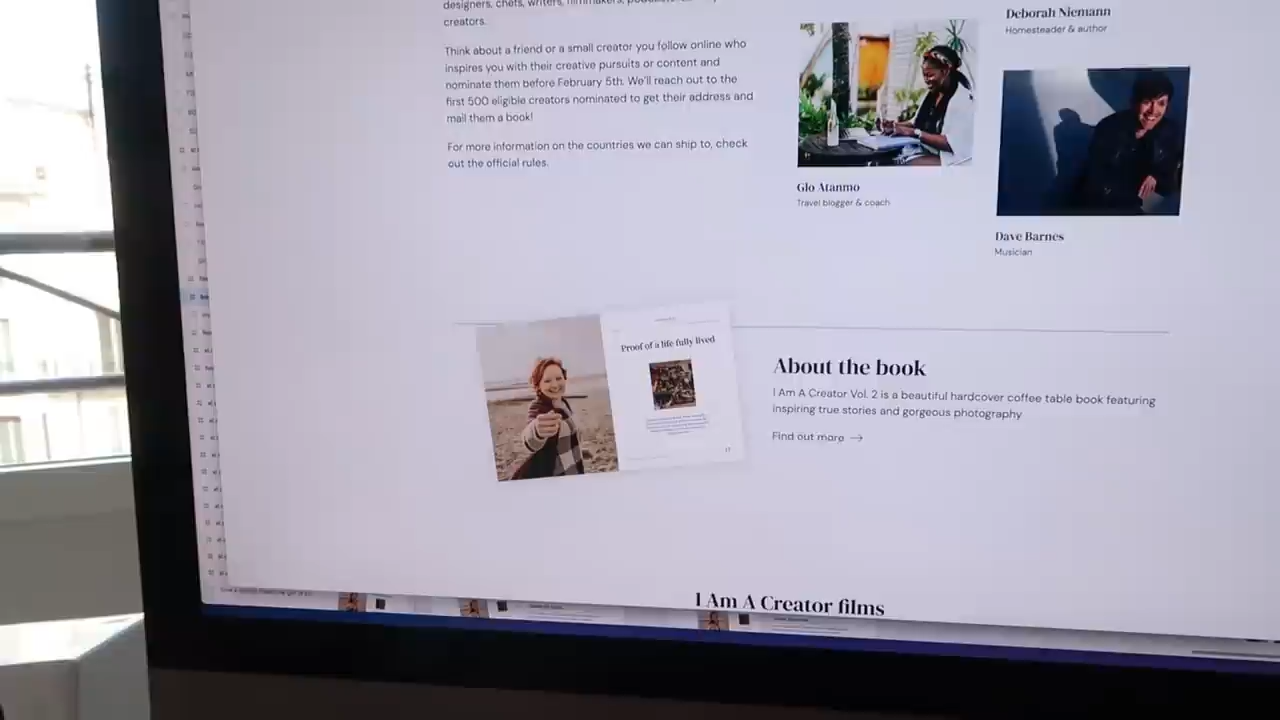 designers, chefs, writers, filmmakers,
creators.
Think about a friend or a small creator you follow online who
inspires you with their creative pursuits or content and
nominate them before February 5th. We'll reach out to the
first 500 eligible creators nominated to get their address and
mail them a book!
For more information on the countries we can ship to, check
out the official rules.
Deborah Niemann
Homesteader & author
Glo Atanmo
Travel blogger & coach
Dave Barnes
Musician
Proof of a life fully lived
About the book
I Am A Creator Vol. 2 is a beautiful hardcover coffee table book featuring
inspiring true stories and gorgeous photography
Find out more →
I Am A Creator films